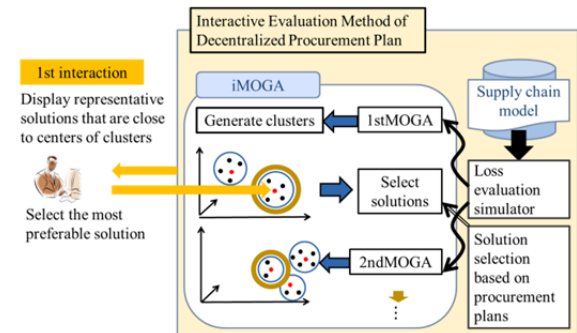 Interactive Evaluation Method of
Decentralized Procurement Plan
1st interaction
Display representative
solutions that are close
to centers of clusters
Select the most
preferable solution
iMOGA
Generate clusters
1stMOGA
Select
solutions
2ndMOGA
Supply chain
model
Loss
evaluation
simulator
Solution
selection
based on
procurement
plans